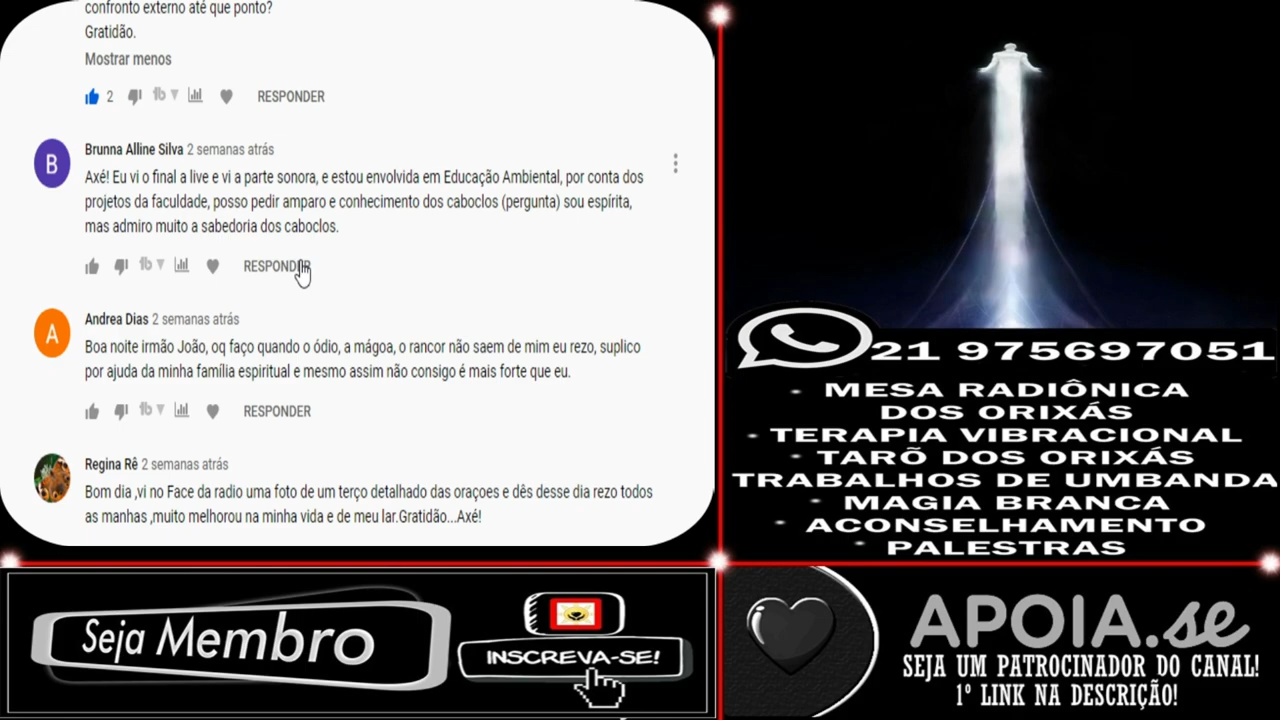 confronto externo até que ponto?
Gratidão.
Mostrar menos
2
RESPONDER
B
Brunna Alline Silva 2 semanas atrás
Axé! Eu vi o final a live e vi a parte sonora, e estou envolvida em Educação Ambiental, por conta dos
projetos da faculdade, posso pedir amparo e conhecimento dos caboclos (pergunta) sou espírita,
mas admiro muito a sabedoria dos caboclos.
RESPONDER
A
Andrea Dias 2 semanas atrás
Boa noite irmão João, oq faço quando o ódio, a mágoa, o rancor não saem de mim eu rezo, suplico
por ajuda da minha família espiritual e mesmo assim não consigo é mais forte que eu.
RESPONDER
Regina Rê 2 semanas atrás
Bom dia ,vi no Face da radio uma foto de um terço detalhado das oraçoes e dês desse dia rezo todos
as manhas ,muito melhorou na minha vida e de meu lar.Gratidão...Axé!
21 975697051
• MESA RADIÔNICA
DOS ORIXÁS
• TERAPIA VIBRACIONAL
• TARÕ DOS ORIXÁS
TRABALHOS DE UMBANDA
• MAGIA BRANCA
• ACONSELHAMENTO
• PALESTRAS
Seja Membro
INSCREVA-SE!
APOIA.se
SEJA UM PATROCINADOR DO CANAL!
1º LINK NA DESCRIÇÃO!